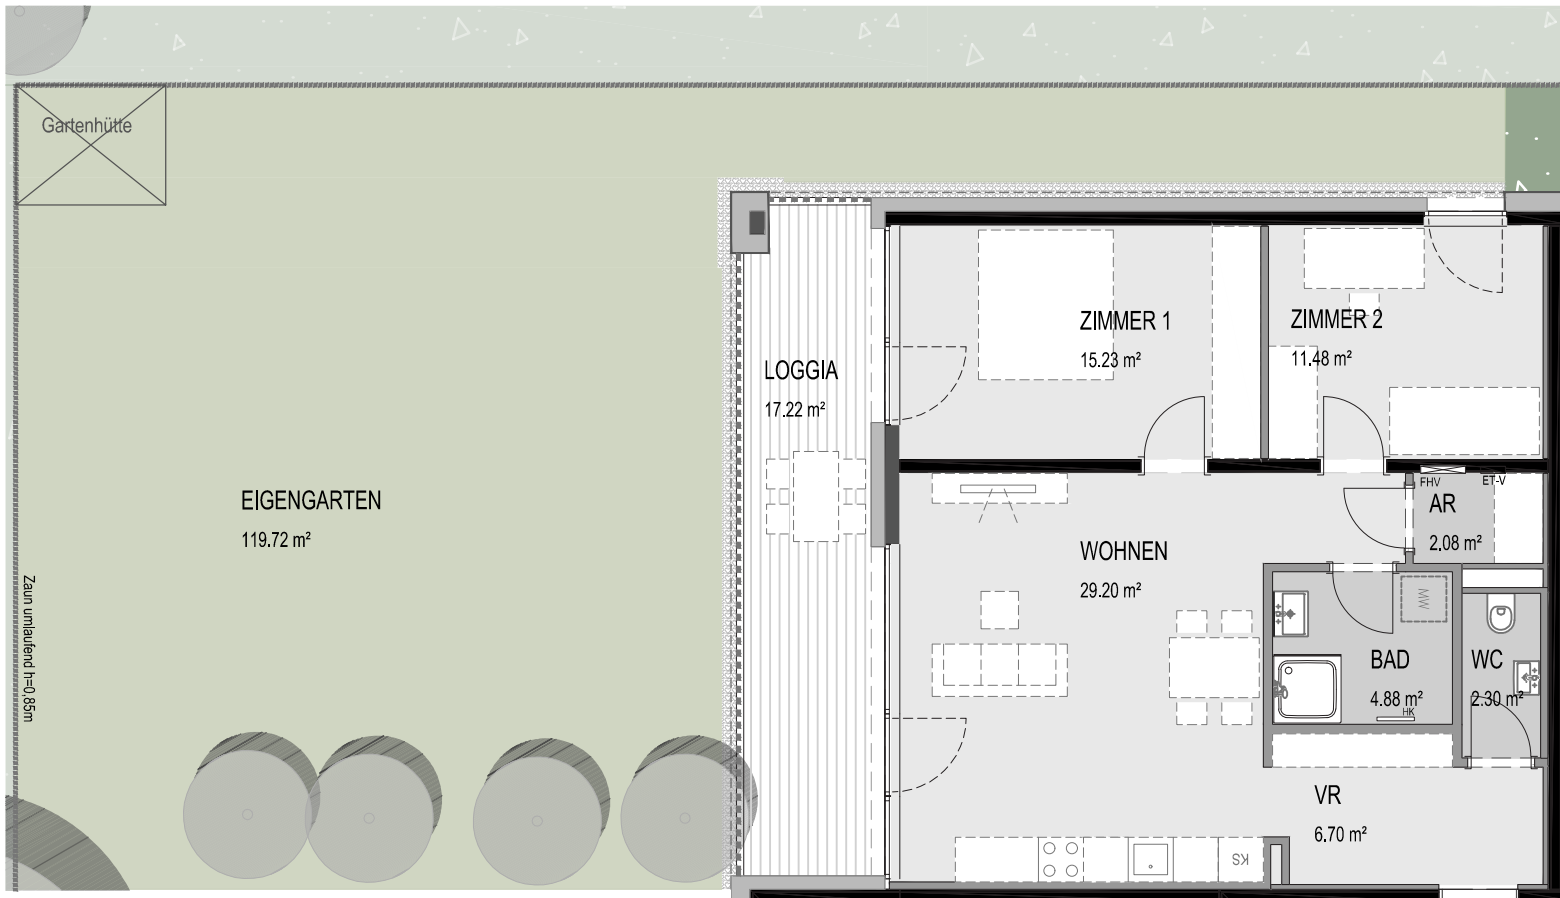 Gartenhütte
ZIMMER 1
15.23 m²
ZIMMER 2
11.48 m²
LOGGIA
17.22 m²
EIGENGARTEN
119.72 m²
FHV
ET-V
AR
2.08 m²
WOHNEN
29.20 m²
MW
BAD
4.88 m²
HK
WC
2.30 m²
Zaun umlaufend h=0,85m
VR
6.70 m²
KS